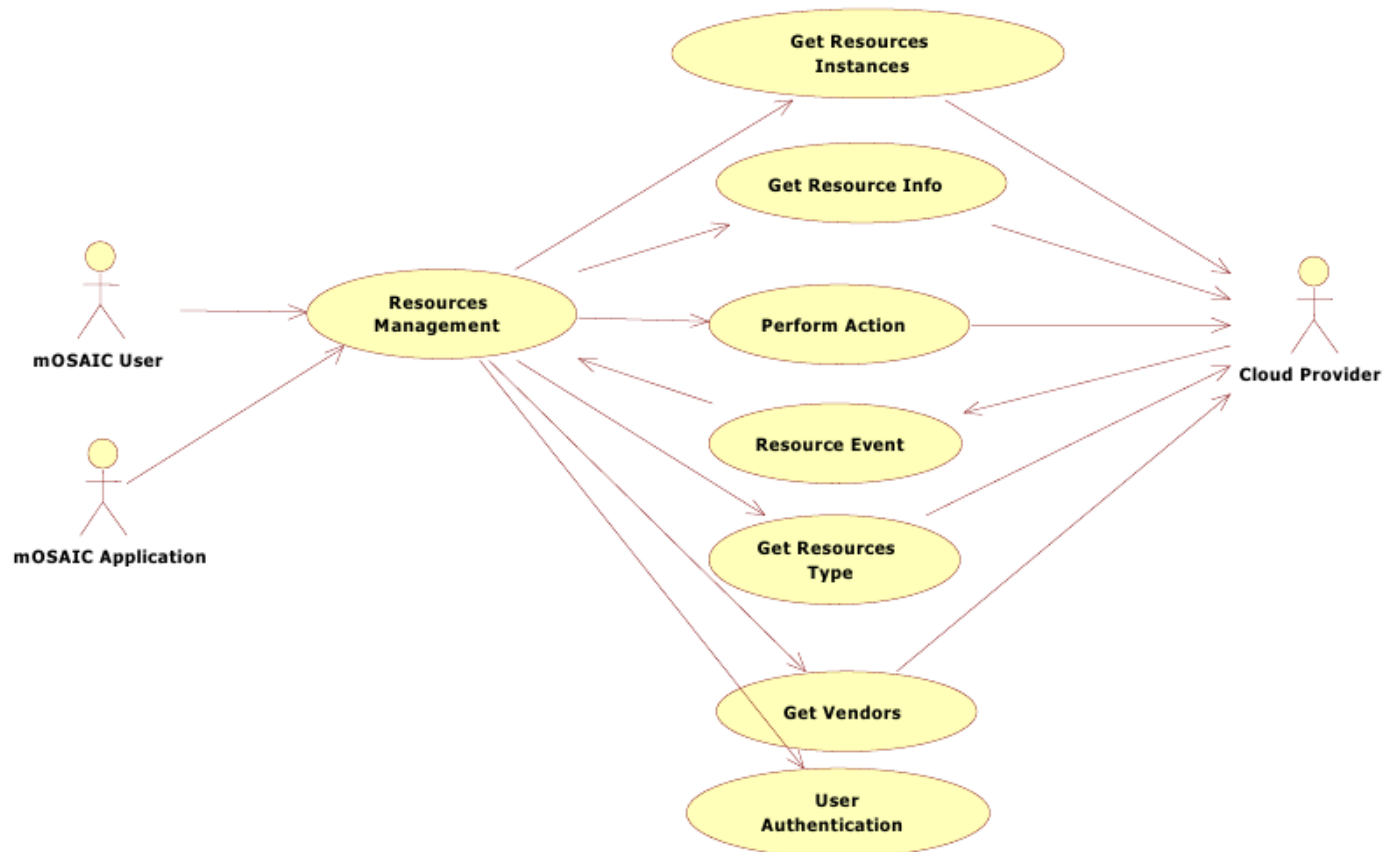 Get Resources
Instances
Get Resource Info
Resources
Management
Perform Action
mOSAIC User
Cloud Provider
Resource Event
mOSAIC Application
Get Resources
Type
Get Vendors
User
Authentication